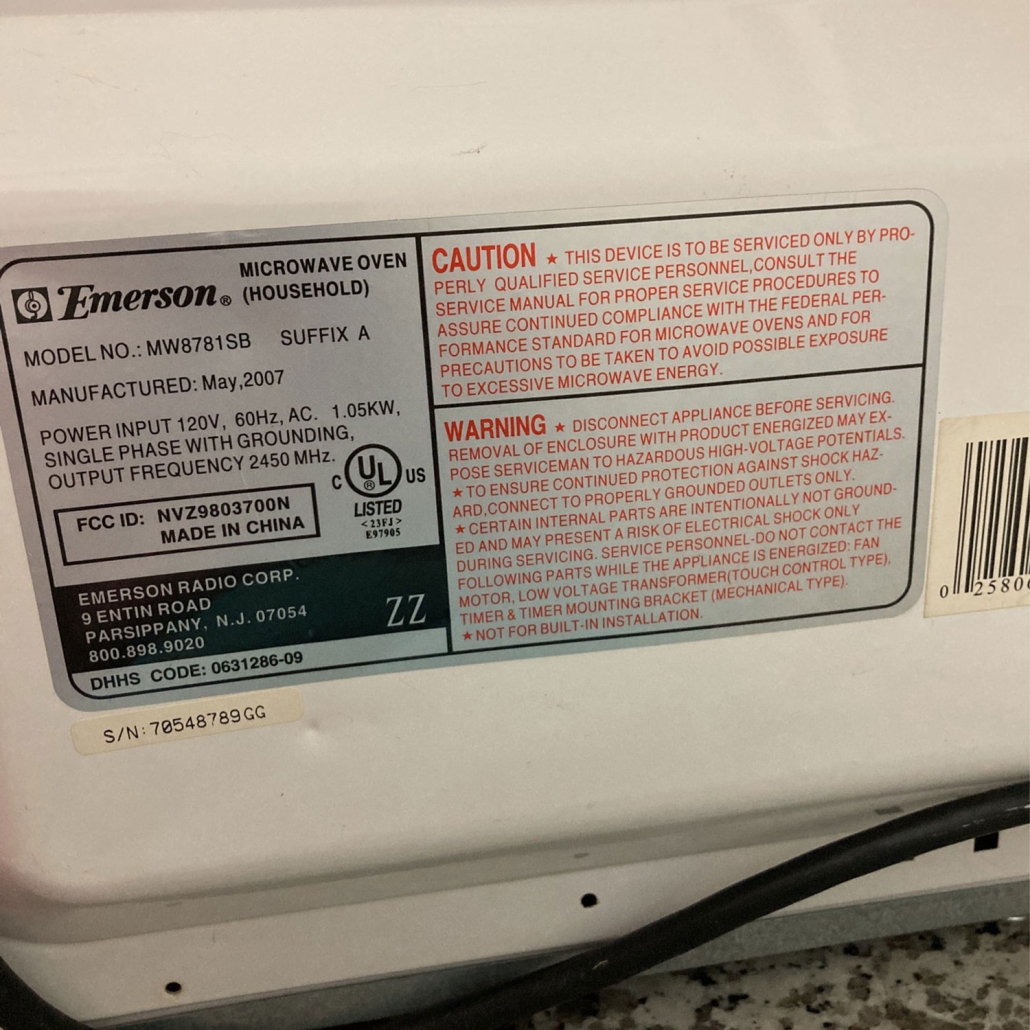 Emerson® MICROWAVE OVEN
(HOUSEHOLD)
MODEL NO.: MW8781SB SUFFIX A
MANUFACTURED: May,2007
POWER INPUT 120V, 60Hz, AC. 1.05KW,
SINGLE PHASE WITH GROUNDING,
OUTPUT FREQUENCY 2450 MHz.
C UL® US
LISTED
<23FJ>
E97905
FCC ID: NVZ9803700N
MADE IN CHINA
EMERSON RADIO CORP.
9 ENTIN ROAD
PARSIPPANY, N.J. 07054
800.898.9020
ZZ
DHHS CODE: 0631286-09
CAUTION ★ THIS DEVICE IS TO BE SERVICED ONLY BY PRO-
PERLY QUALIFIED SERVICE PERSONNEL,CONSULT THE
SERVICE MANUAL FOR PROPER SERVICE PROCEDURES TO
ASSURE CONTINUED COMPLIANCE WITH THE FEDERAL PER-
FORMANCE STANDARD FOR MICROWAVE OVENS AND FOR
PRECAUTIONS TO BE TAKEN TO AVOID POSSIBLE EXPOSURE
TO EXCESSIVE MICROWAVE ENERGY.
WARNING ★ DISCONNECT APPLIANCE BEFORE SERVICING.
REMOVAL OF ENCLOSURE WITH PRODUCT ENERGIZED MAY EX-
POSE SERVICEMAN TO HAZARDOUS HIGH-VOLTAGE POTENTIALS.
★ TO ENSURE CONTINUED PROTECTION AGAINST SHOCK HAZ-
ARD,CONNECT TO PROPERLY GROUNDED OUTLETS ONLY.
★ CERTAIN INTERNAL PARTS ARE INTENTIONALLY NOT GROUND-
ED AND MAY PRESENT A RISK OF ELECTRICAL SHOCK ONLY
DURING SERVICING. SERVICE PERSONNEL-DO NOT CONTACT THE
FOLLOWING PARTS WHILE THE APPLIANCE IS ENERGIZED: FAN
MOTOR, LOW VOLTAGE TRANSFORMER(TOUCH CONTROL TYPE),
TIMER & TIMER MOUNTING BRACKET (MECHANICAL TYPE).
★ NOT FOR BUILT-IN INSTALLATION.
S/N:70548789GG
0 2580